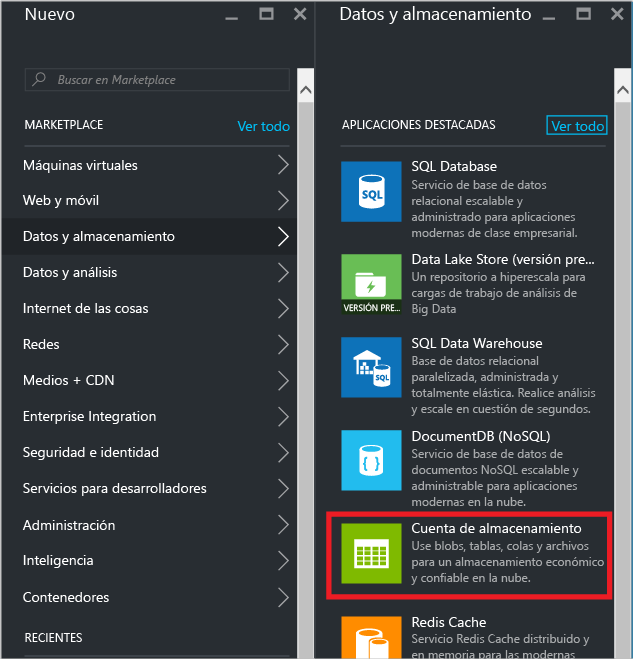 Nuevo
Buscar en Marketplace
MARKETPLACE
Ver todo
Máquinas virtuales
Web y móvil
Datos y almacenamiento
Datos y análisis
Internet de las cosas
Redes
Medios + CDN
Enterprise Integration
Seguridad e identidad
Servicios para desarrolladores
Administración
Inteligencia
Contenedores
RECIENTES
Datos y almacenamiento
APLICACIONES DESTACADAS
Ver todo
SQL Database
Servicio de base de datos
relacional escalable y
administrado para aplicaciones
modernas de clase empresarial.
Data Lake Store (versión pre...
VERSIÓN PRE...
Un repositorio a hiperescala para
cargas de trabajo de análisis de
Big Data
SQL Data Warehouse
SQL
Base de datos relacional
paralelizada, administrada y
totalmente elástica. Realice análisis
y escale en cuestión de segundos.
DocumentDB (NoSQL)
Servicio de base de datos de
documentos NoSQL escalable y
administrable para aplicaciones
modernas en la nube.
Cuenta de almacenamiento
Use blobs, tablas, colas y archivos
para un almacenamiento económico
y confiable en la nube.
Redis Cache
Servicio Redis Cache distribuido y
en memoria para las modernas